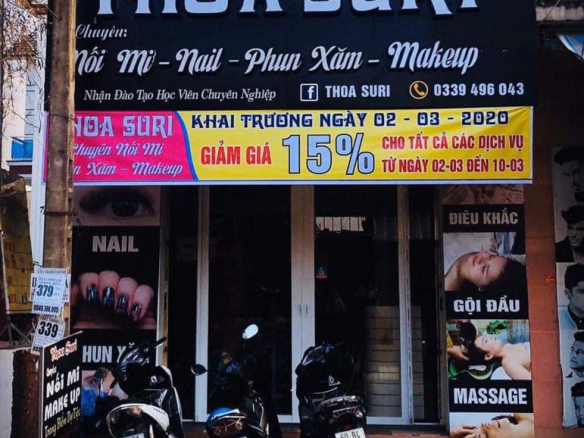 THOA SURI
Chuyên:
Nối Mi - Nail - Phun Xăm - Makeup
Nhận Đào Tạo Học Viên Chuyên Nghiệp
f THOA SURI
0339 496 043
THOA SURI
Chuyên Nối Mi
Xăm - Makeup
KHAI TRƯƠNG NGÀY 02 - 03 - 2020
GIẢM GIÁ 15% CHO TẤT CẢ CÁC DỊCH VỤ
TỪ NGÀY 02-03 ĐẾN 10-03
NAIL
ĐIÊU KHẮC
GỘI ĐẦU
MASSAGE
379
339
Thoa Suri
NỐI MI
MAKE UP